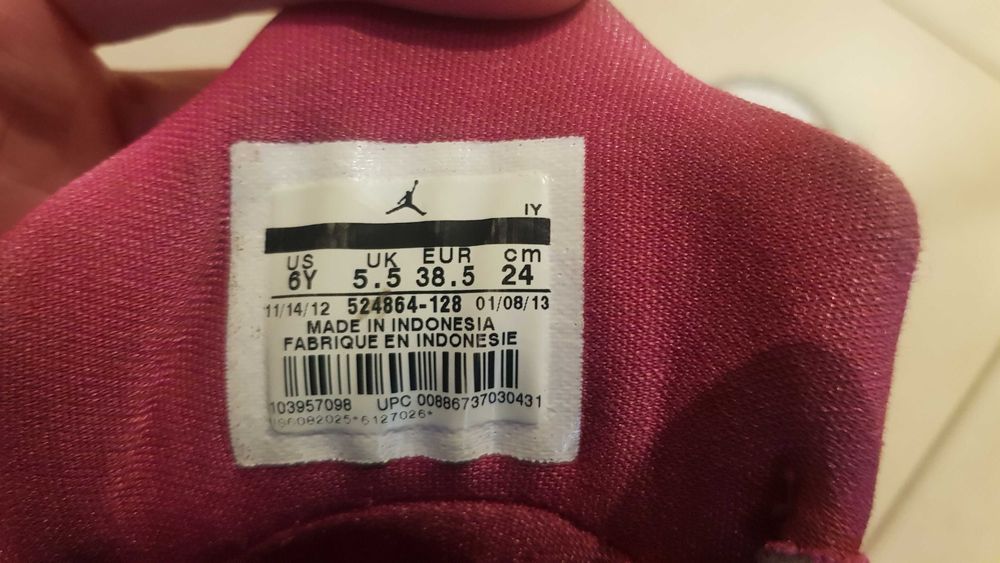 IY
US UK EUR cm
6Y 5.5 38.5 24
11/14/12 524864-128 01/08/13
MADE IN INDONESIA
FABRIQUE EN INDONESIE
103957098 UPC 00886737030431